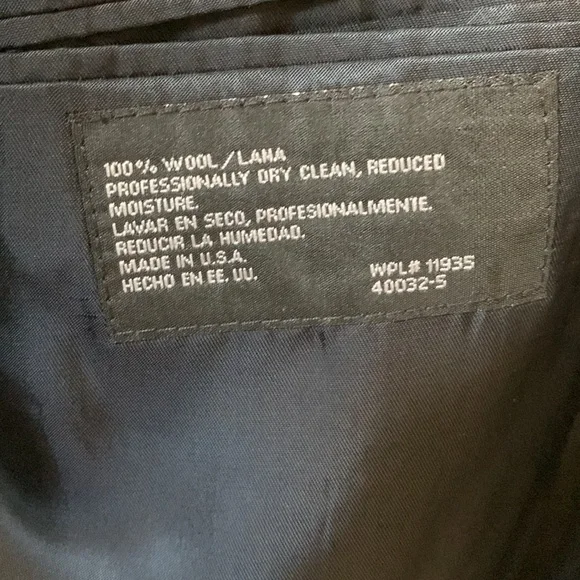 100% WOOL/LANA
PROFESSIONALLY DRY CLEAN, REDUCED
MOISTURE.
LAVAR EN SECO, PROFESIONALMENTE.
REDUCIR LA HUMEDAD.
MADE IN U.S.A.
HECHO EN EE. UU.
WPL# 11935
40032-5